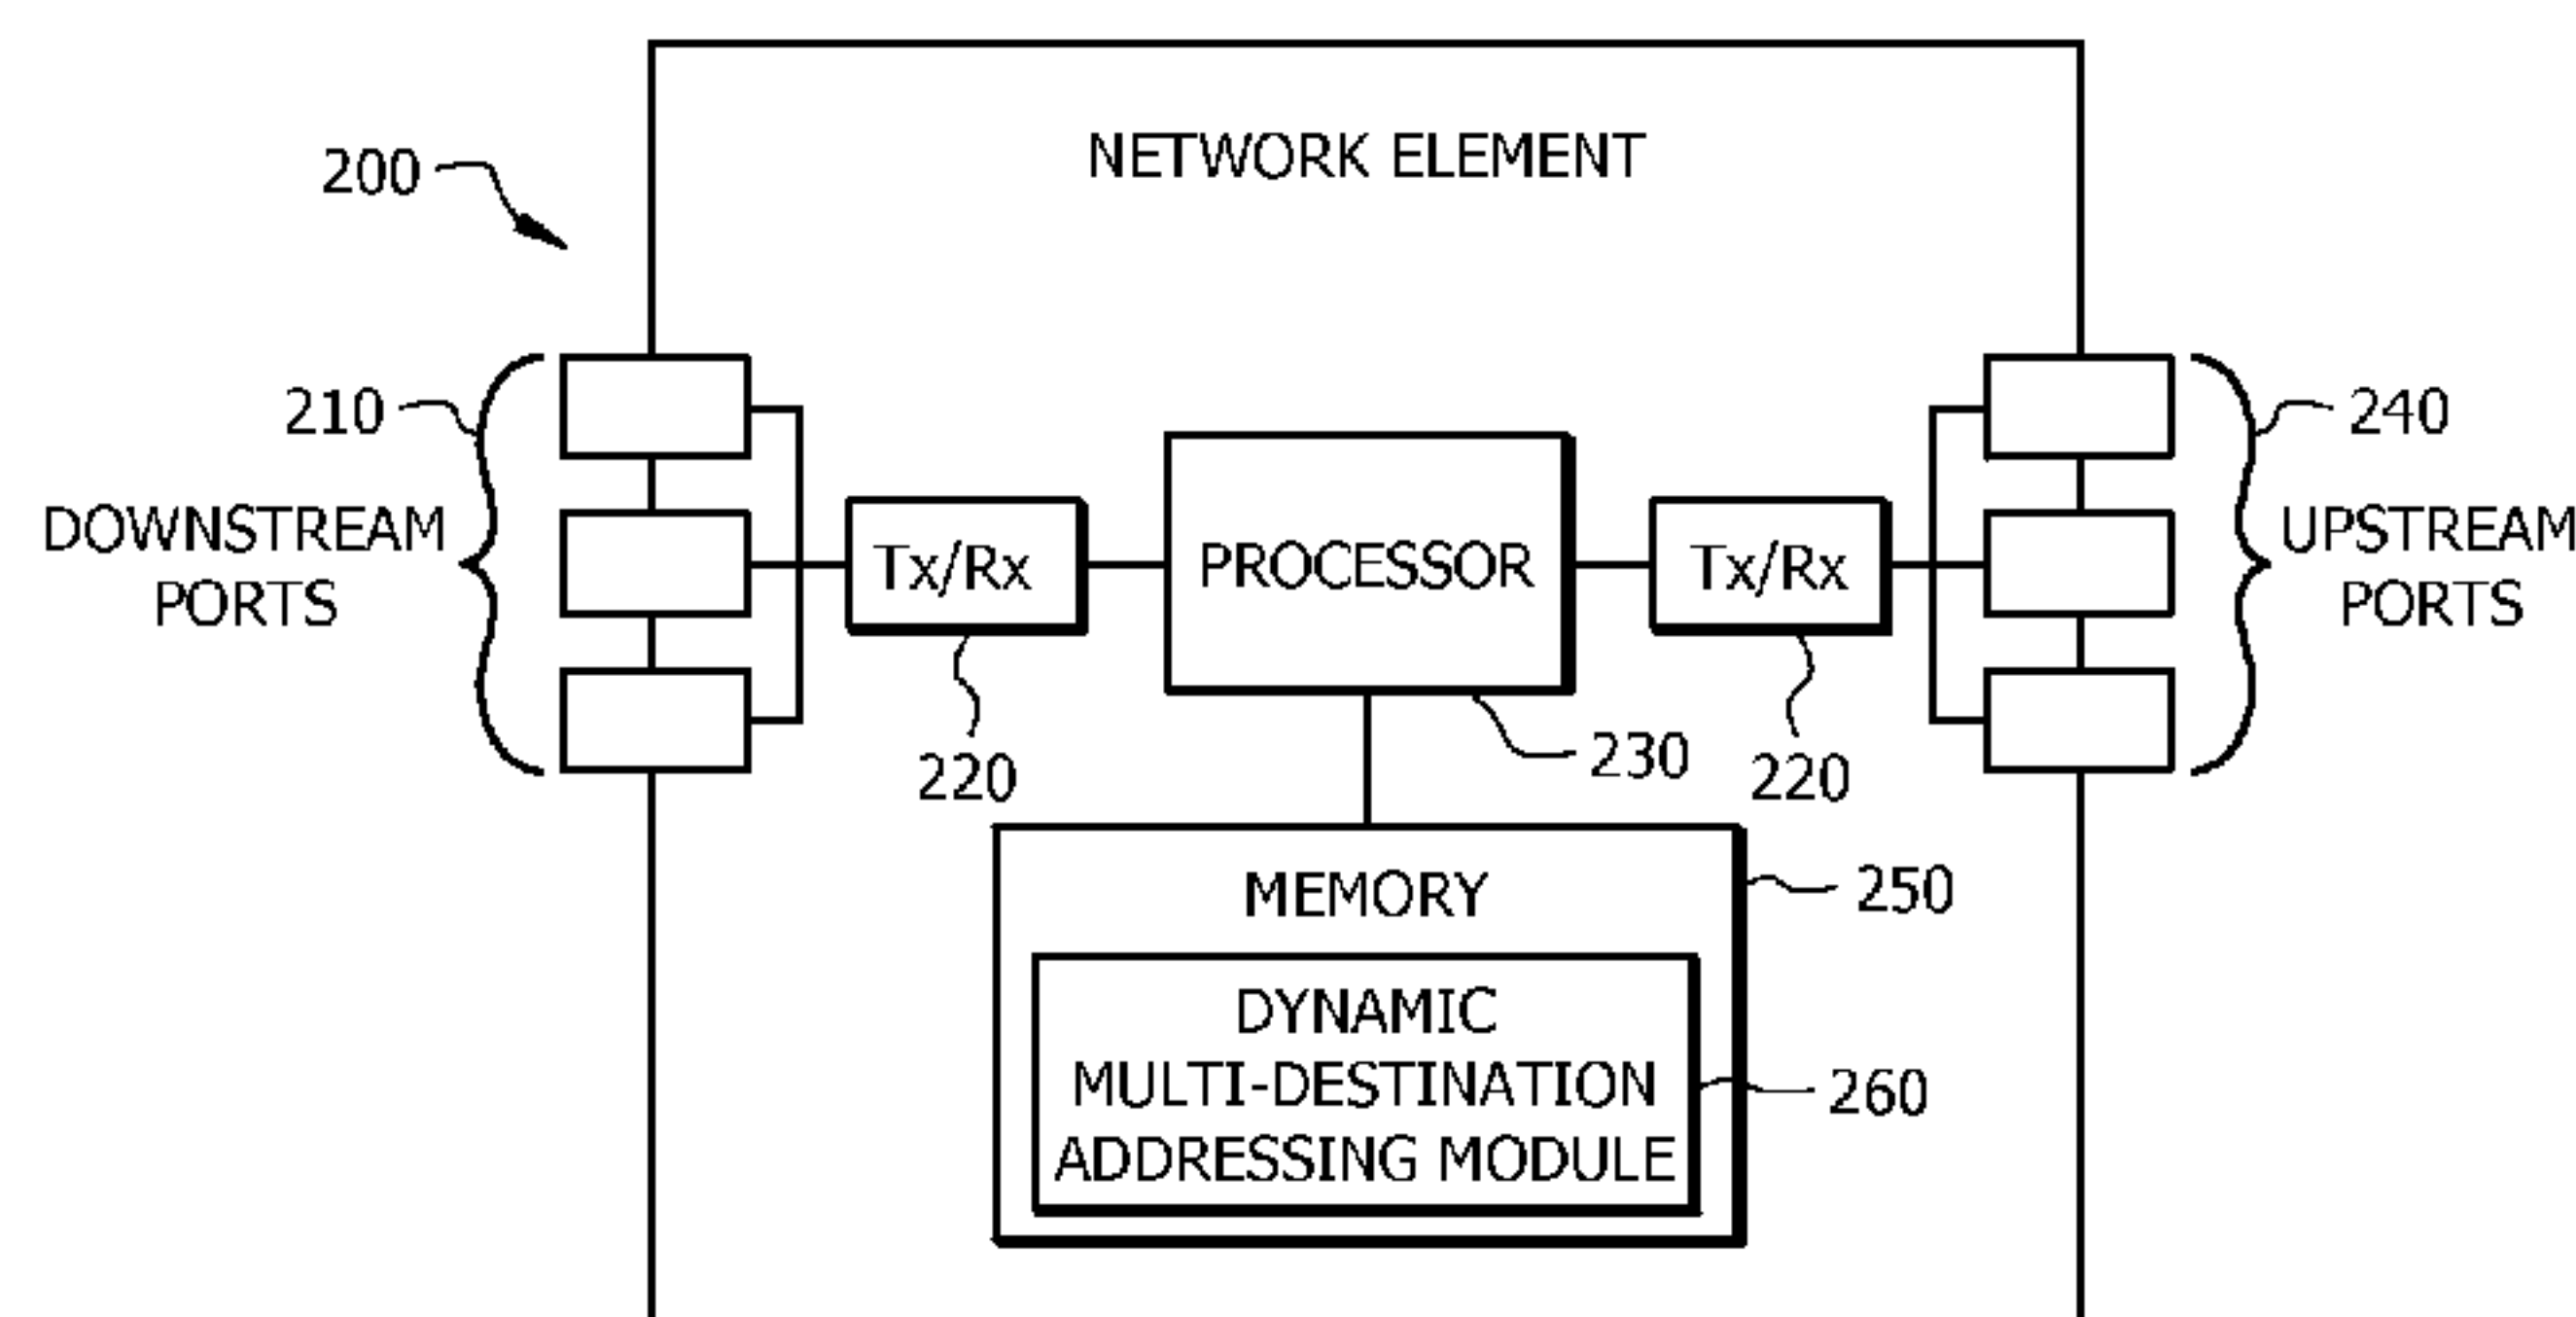 NETWORK ELEMENT
200
210
DOWNSTREAM
PORTS
Tx/Rx
220
PROCESSOR
230
Tx/Rx
220
240
UPSTREAM
PORTS
MEMORY
250
DYNAMIC
MULTI-DESTINATION
ADDRESSING MODULE
260